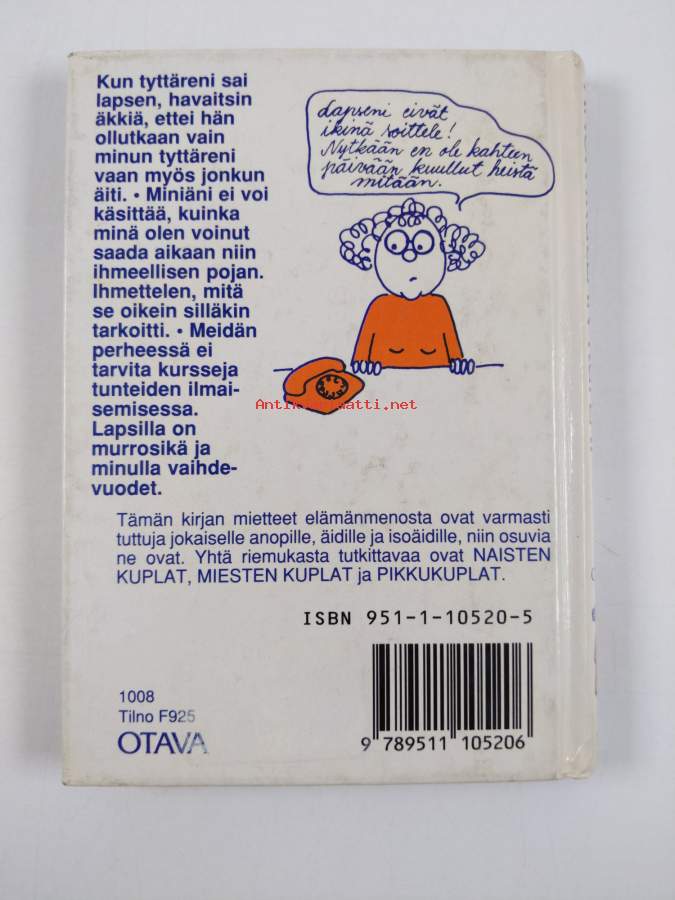 Kun tyttäreni sai
lapsen, havaitsin
äkkiä, ettei hän
ollutkaan vain
minun tyttäreni
vaan myös jonkun
äiti. • Miniäni ei voi
käsittää, kuinka
minä olen voinut
saada aikaan niin
ihmeellisen pojan.
Ihmettelen, mitä
se oikein silläkin
tarkoitti. • Meidän
perheessä ei
tarvita kursseja
tunteiden ilmai-
semisessa.
Lapsilla on
murrosikä ja
minulla vaihde-
vuodet.
Lapseni eivät
ikinä soittele!
Nytkään en ole kahteen
päivään kuullut heistä
mitään.
Antikvariaatti.net
Tämän kirjan mietteet elämänmenosta ovat varmasti
tuttuja jokaiselle anopille, äidille ja isoäidille, niin osuvia
ne ovat. Yhtä riemukasta tutkittavaa ovat NAISTEN
KUPLAT, MIESTEN KUPLAT ja PIKKUKUPLAT.
ISBN 951-1-10520-5
1008
Tilno F925
OTAVA
9 789511 105206